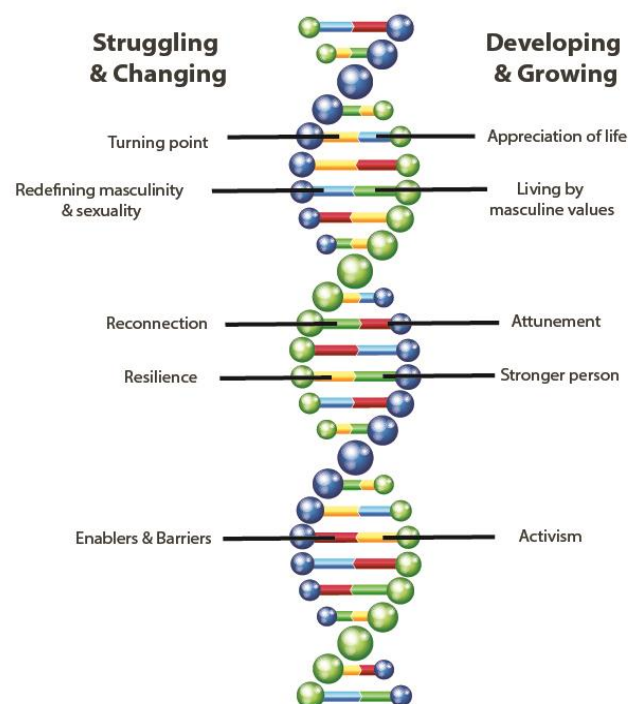 Struggling
& Changing
Developing
& Growing
Turning point
Appreciation of life
Redefining masculinity
& sexuality
Living by
masculine values
Reconnection
Attunement
Resilience
Stronger person
Enablers & Barriers
Activism